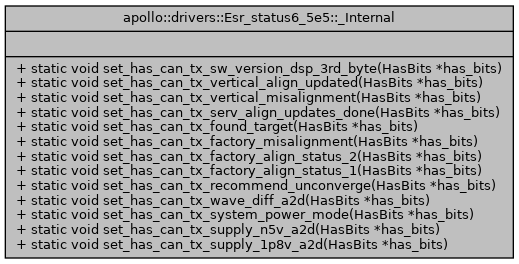 apollo::drivers::Esr_status6_5e5::_Internal
+ static void set_has_can_tx_sw_version_dsp_3rd_byte(HasBits *has_bits)
+ static void set_has_can_tx_vertical_align_updated(HasBits *has_bits)
+ static void set_has_can_tx_vertical_misalignment(HasBits *has_bits)
+ static void set_has_can_tx_serv_align_updates_done(HasBits *has_bits)
+ static void set_has_can_tx_found_target(HasBits *has_bits)
+ static void set_has_can_tx_factory_misalignment(HasBits *has_bits)
+ static void set_has_can_tx_factory_align_status_2(HasBits *has_bits)
+ static void set_has_can_tx_factory_align_status_1(HasBits *has_bits)
+ static void set_has_can_tx_recommend_unconverge(HasBits *has_bits)
+ static void set_has_can_tx_wave_diff_a2d(HasBits *has_bits)
+ static void set_has_can_tx_system_power_mode(HasBits *has_bits)
+ static void set_has_can_tx_supply_n5v_a2d(HasBits *has_bits)
+ static void set_has_can_tx_supply_1p8v_a2d(HasBits *has_bits)